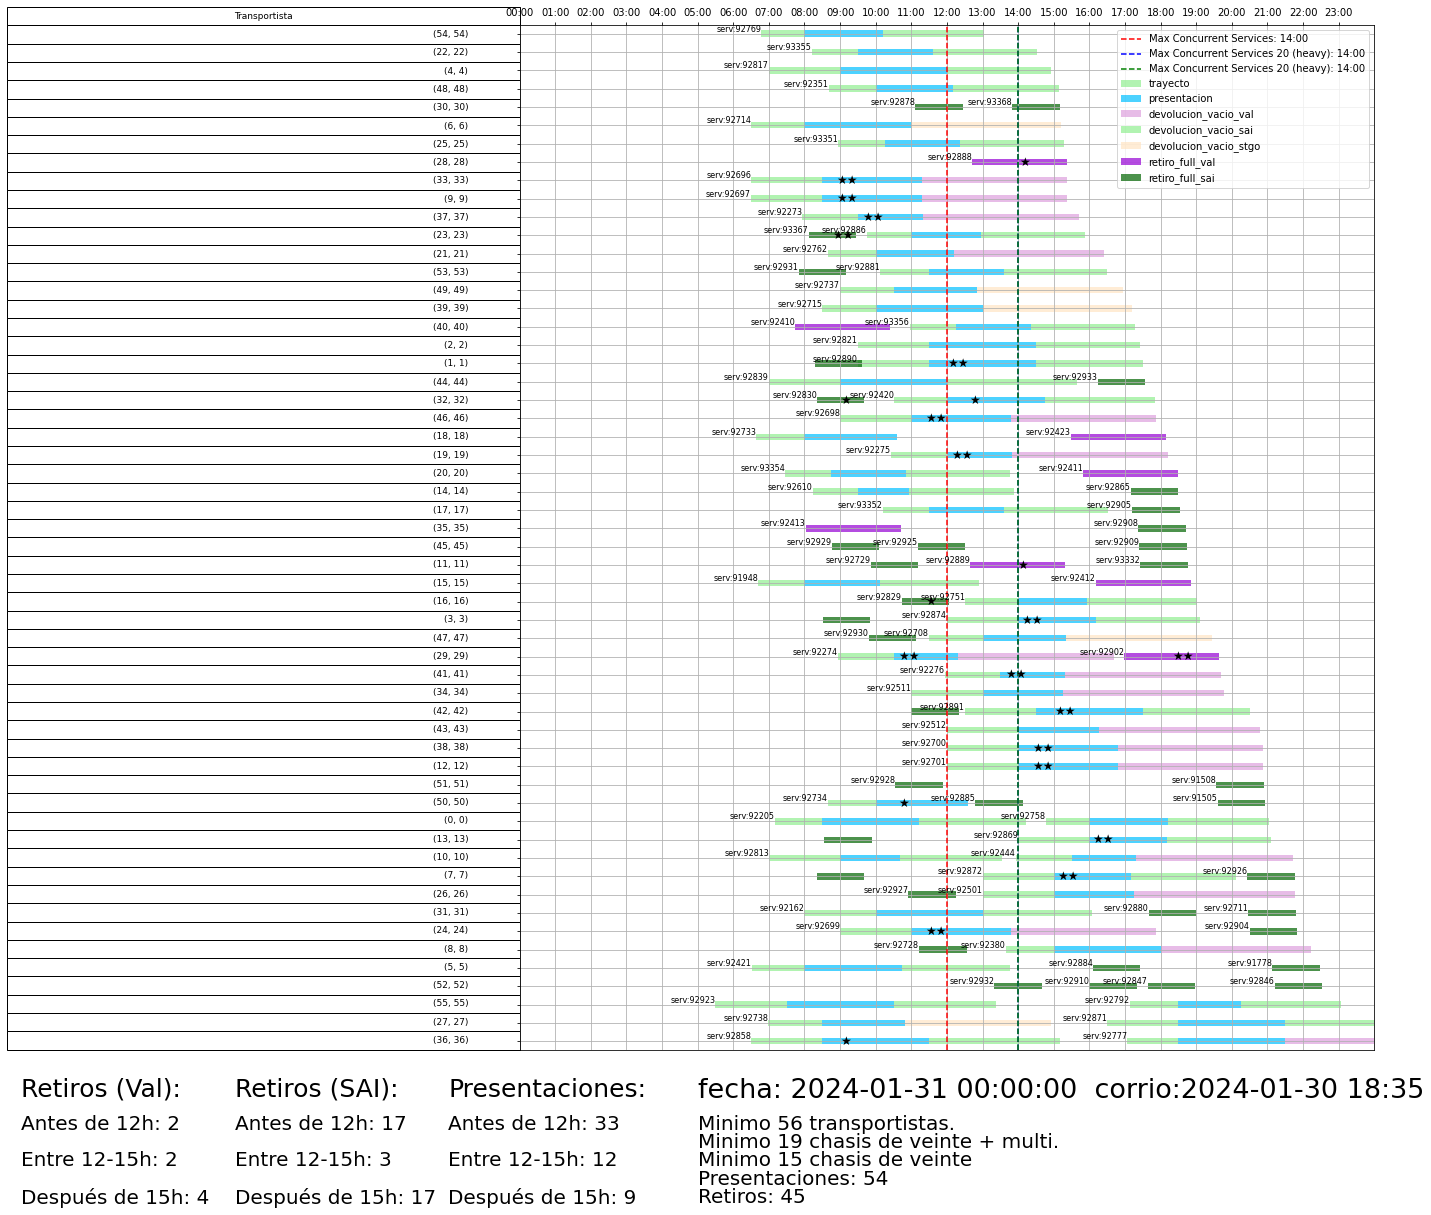 Transportista
00:00 01:00 02:00 03:00 04:00 05:00 06:00 07:00 08:00 09:00 10:00 11:00 12:00 13:00 14:00 15:00 16:00 17:00 18:00 19:00 20:00 21:00 22:00 23:00
Max Concurrent Services: 14:00
Max Concurrent Services 20 (heavy): 14:00
Max Concurrent Services 20 (heavy): 14:00
trayecto
presentacion
devolucion_vacio_val
devolucion_vacio_sai
devolucion_vacio_stgo
retiro_full_val
retiro_full_sai
(54, 54) serv:92769
(22, 22) serv:93355
(4, 4) serv:92817
(48, 48) serv:92351
(30, 30) serv:92878 serv:93368
(6, 6) serv:92714
(25, 25) serv:93351
(28, 28) serv:92888
(33, 33) serv:92696
(9, 9) serv:92697
(37, 37) serv:92273
(23, 23) serv:93367 serv:92886
(21, 21) serv:92762
(53, 53) serv:92931 serv:92881
(49, 49) serv:92737
(39, 39) serv:92715
(40, 40) serv:92410 serv:93356
(2, 2) serv:92821
(1, 1) serv:92890
(44, 44) serv:92839 serv:92933
(32, 32) serv:92830 serv:92420
(46, 46) serv:92698
(18, 18) serv:92733 serv:92423
(19, 19) serv:92275
(20, 20) serv:93354 serv:92411
(14, 14) serv:92610 serv:92865
(17, 17) serv:93352 serv:92905
(35, 35) serv:92413 serv:92908
(45, 45) serv:92929 serv:92925 serv:92909
(11, 11) serv:92729 serv:92889 serv:93332
(15, 15) serv:91948 serv:92412
(16, 16) serv:92829 serv:92751
(3, 3) serv:92874
(47, 47) serv:92930 serv:92708
(29, 29) serv:92274 serv:92902
(41, 41) serv:92276
(34, 34) serv:92511
(42, 42) serv:92891
(43, 43) serv:92512
(38, 38) serv:92700
(12, 12) serv:92701
(51, 51) serv:92928 serv:91508
(50, 50) serv:92734 serv:92885 serv:91505
(0, 0) serv:92205 serv:92758
(13, 13) serv:92869
(10, 10) serv:92813 serv:92444
(7, 7) serv:92872 serv:92926
(26, 26) serv:92927 serv:92501
(31, 31) serv:92162 serv:92880 serv:92711
(24, 24) serv:92699 serv:92904
(8, 8) serv:92728 serv:92380
(5, 5) serv:92421 serv:92884 serv:91778
(52, 52) serv:92932 serv:92910 serv:92847 serv:92846
(55, 55) serv:92923 serv:92792
(27, 27) serv:92738 serv:92871
(36, 36) serv:92858 serv:92777
Retiros (Val):
Antes de 12h: 2
Entre 12-15h: 2
Después de 15h: 4
Retiros (SAI):
Antes de 12h: 17
Entre 12-15h: 3
Después de 15h: 17
Presentaciones:
Antes de 12h: 33
Entre 12-15h: 12
Después de 15h: 9
fecha: 2024-01-31 00:00:00 corrio:2024-01-30 18:35
Minimo 56 transportistas.
Minimo 19 chasis de veinte + multi.
Minimo 15 chasis de veinte
Presentaciones: 54
Retiros: 45